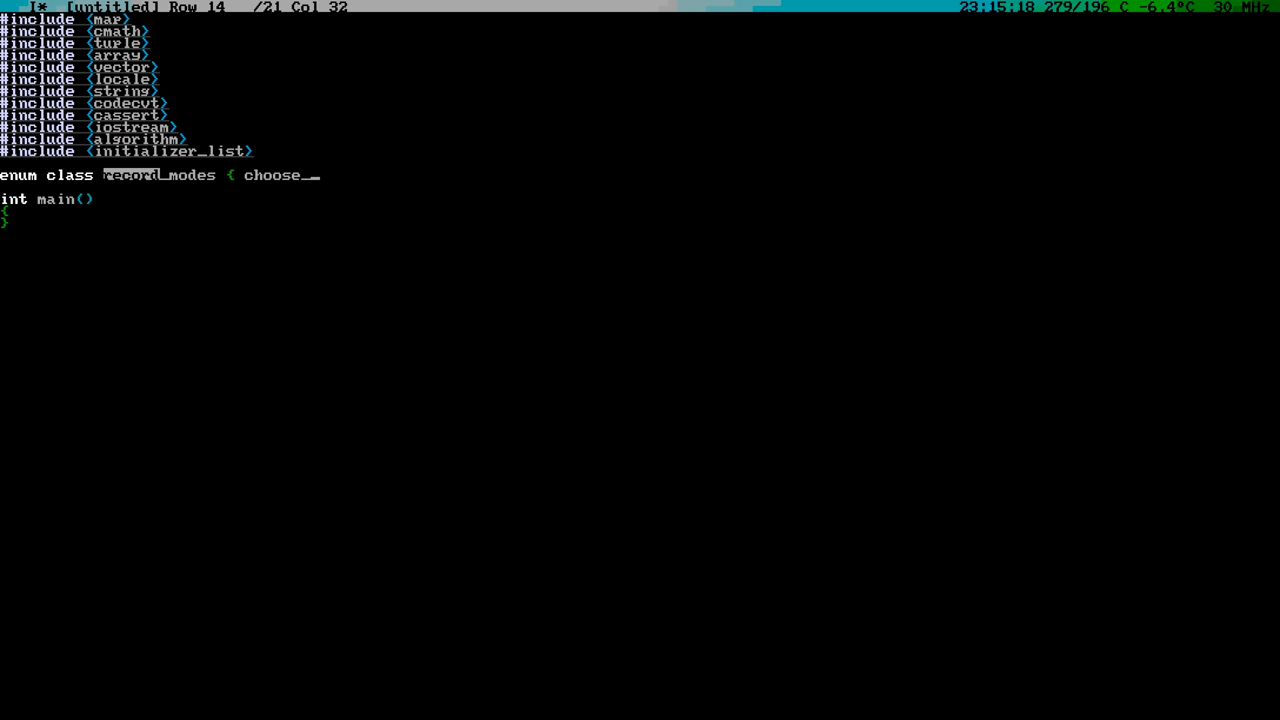 I* [untitled] Row 14 /21 Col 32 23:15:18 279/196 C -6.4°C 30 MHz
#include <map>
#include <cmath>
#include <tuple>
#include <array>
#include <vector>
#include <locale>
#include <string>
#include <codecvt>
#include <cassert>
#include <iostream>
#include <algorithm>
#include <initializer_list>
enum class record_modes { choose_
int main()
{
}